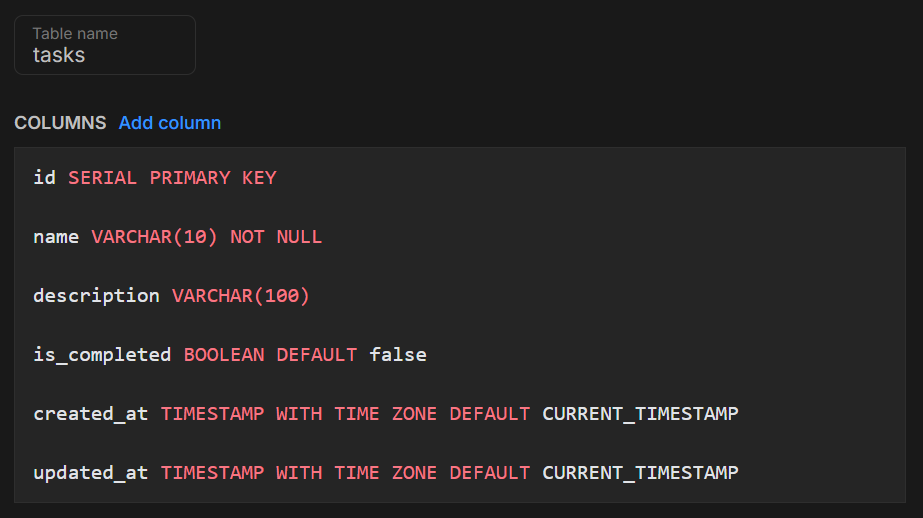 Table name
tasks
COLUMNS Add column
id SERIAL PRIMARY KEY
name VARCHAR(10) NOT NULL
description VARCHAR(100)
is_completed BOOLEAN DEFAULT false
created_at TIMESTAMP WITH TIME ZONE DEFAULT CURRENT_TIMESTAMP
updated_at TIMESTAMP WITH TIME ZONE DEFAULT CURRENT_TIMESTAMP